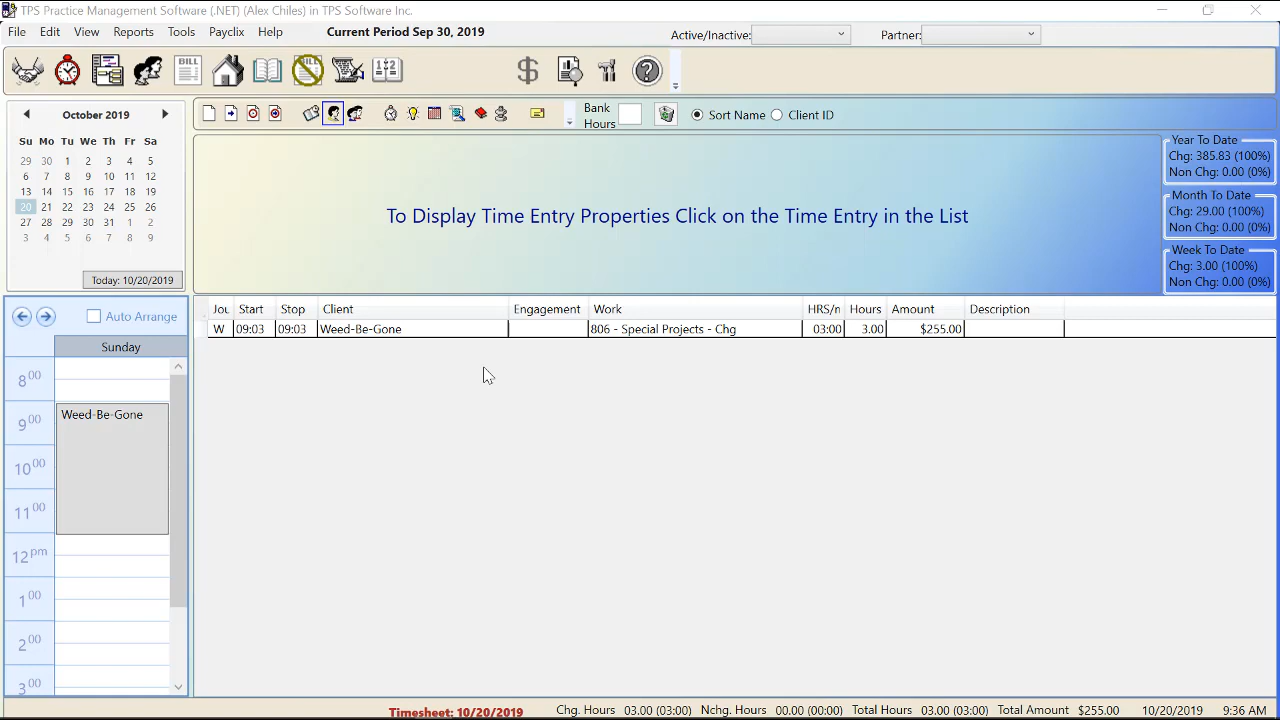 TPS Practice Management Software (.NET) (Alex Chiles) in TPS Software Inc.
File Edit View Reports Tools Payclix Help Current Period Sep 30, 2019 Active/Inactive: Partner:
BILL BILL
October 2019
Su Mo Tu We Th Fr Sa
29 30 1 2 3 4 5
6 7 8 9 10 11 12
13 14 15 16 17 18 19
20 21 22 23 24 25 26
27 28 29 30 31 1 2
3 4 5 6 7 8 9
Today: 10/20/2019
Bank Hours Sort Name Client ID
To Display Time Entry Properties Click on the Time Entry in the List
Year To Date
Chg: 385.83 (100%)
Non Chg: 0.00 (0%)
Month To Date
Chg: 29.00 (100%)
Non Chg: 0.00 (0%)
Week To Date
Chg: 3.00 (100%)
Non Chg: 0.00 (0%)
Auto Arrange
Sunday
8 00
9 00
10 00
11 00
12 pm
1 00
2 00
3 00
Weed-Be-Gone
Jou Start Stop Client Engagement Work HRS/n Hours Amount Description
W 09:03 09:03 Weed-Be-Gone 806 - Special Projects - Chg 03:00 3.00 $255.00
Timesheet: 10/20/2019 Chg. Hours 03.00 (03:00) Nchg. Hours 00.00 (00:00) Total Hours 03.00 (03:00) Total Amount $255.00 10/20/2019 9:36 AM